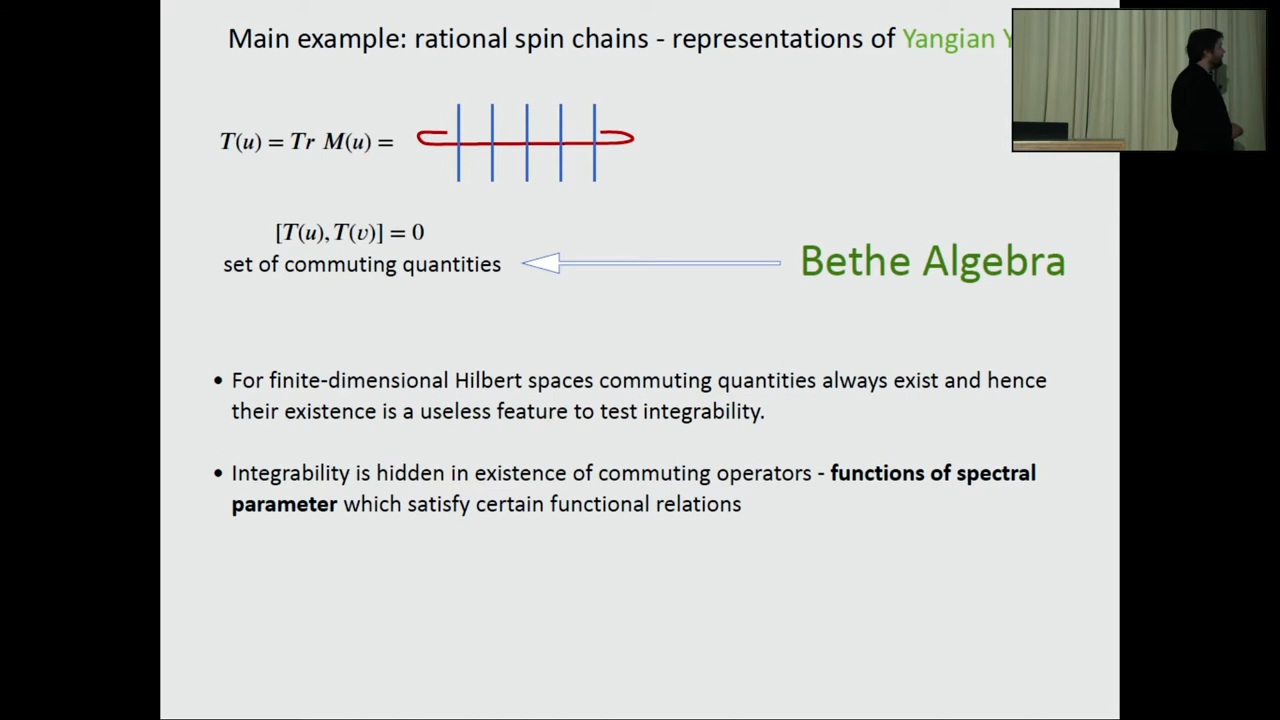 Main example: rational spin chains - representations of Yangian
T(u) = Tr M(u) =
[T(u), T(v)] = 0
set of commuting quantities
Bethe Algebra
• For finite-dimensional Hilbert spaces commuting quantities always exist and hence
their existence is a useless feature to test integrability.
• Integrability is hidden in existence of commuting operators - functions of spectral
parameter which satisfy certain functional relations